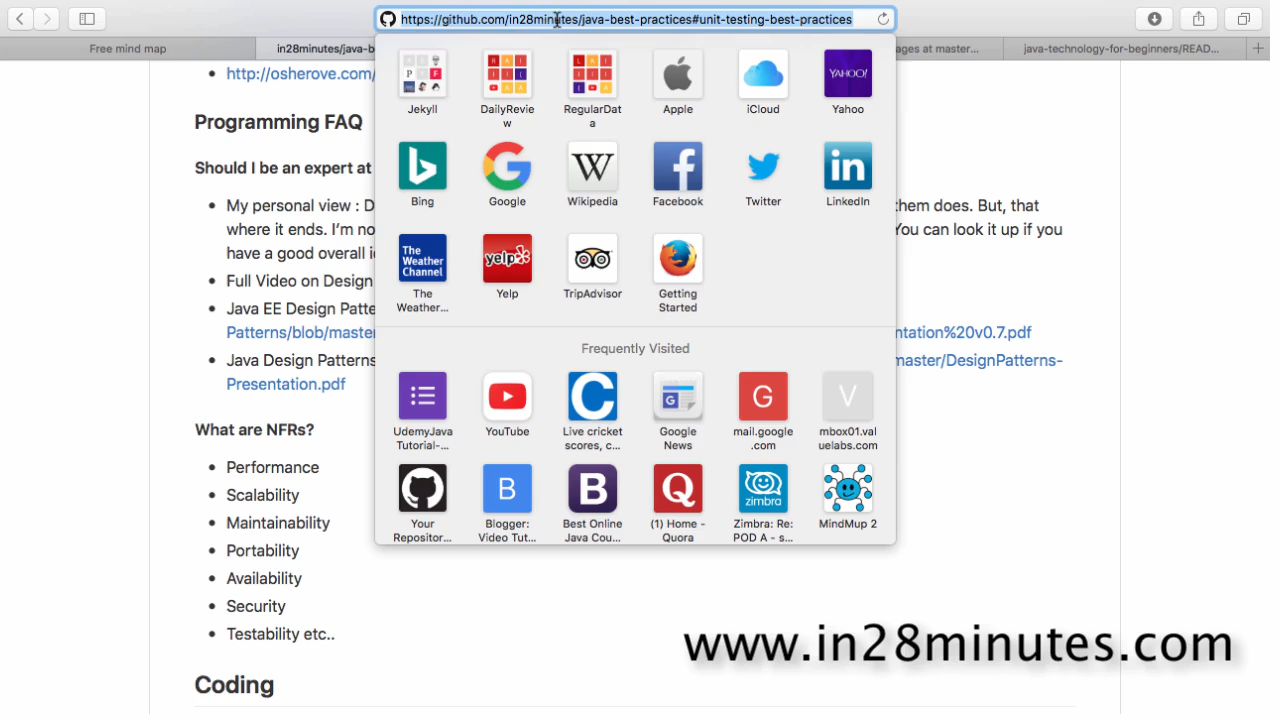 https://github.com/in28minutes/java-best-practices#unit-testing-best-practices
Free mind map
in28minutes/java-b
ages at master...
java-technology-for-beginners/READ...
http://osherove.com/
Programming FAQ
Should I be an expert at
My personal view : D
them does. But, that
where it ends. I'm no
You can look it up if you
have a good overall i
Full Video on Design
Java EE Design Patte
Patterns/blob/master
ntation%20v0.7.pdf
Java Design Patterns
master/DesignPatterns-
Presentation.pdf
What are NFRs?
Performance
Scalability
Maintainability
Portability
Availability
Security
Testability etc..
Coding
YAHOO!
Jekyll
DailyRevie
w
RegularDat
a
Apple
iCloud
Yahoo
Bing
Google
Wikipedia
Facebook
Twitter
LinkedIn
The
Weather
Channel
yelp
The
Weather...
Yelp
TripAdvisor
Getting
Started
Frequently Visited
UdemyJava
Tutorial-...
YouTube
Live cricket
scores, c...
Google
News
mail.google
.com
mbox01.val
uelabs.com
zimbra
Your
Repositor...
Blogger:
Video Tut...
Best Online
Java Cou...
(1) Home -
Quora
Zimbra: Re:
POD A - s...
MindMup 2
www.in28minutes.com